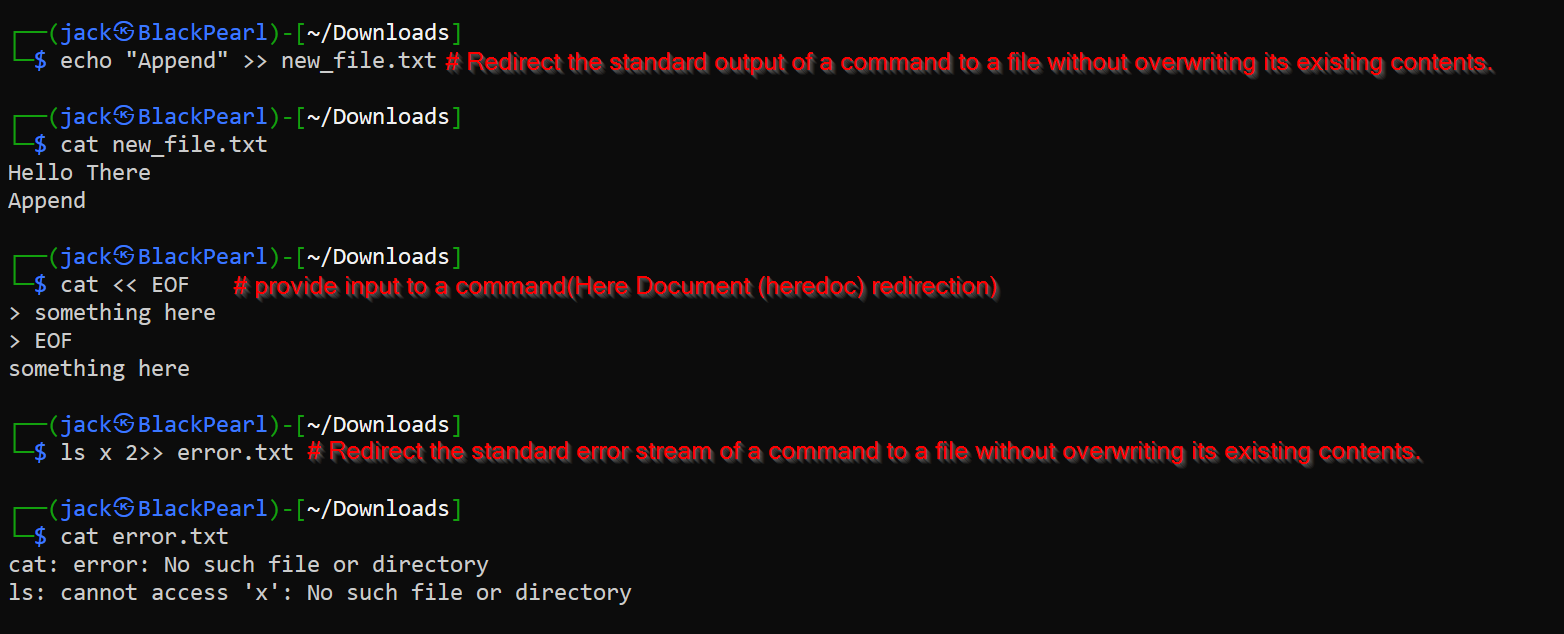 ┌──(jack㉿BlackPearl)-[~/Downloads]
└─$ echo "Append" >> new_file.txt # Redirect the standard output of a command to a file without overwriting its existing contents.
┌──(jack㉿BlackPearl)-[~/Downloads]
└─$ cat new_file.txt
Hello There
Append
┌──(jack㉿BlackPearl)-[~/Downloads]
└─$ cat << EOF # provide input to a command(Here Document (heredoc) redirection)
> something here
> EOF
something here
┌──(jack㉿BlackPearl)-[~/Downloads]
└─$ ls x 2>> error.txt # Redirect the standard error stream of a command to a file without overwriting its existing contents.
┌──(jack㉿BlackPearl)-[~/Downloads]
└─$ cat error.txt
cat: error: No such file or directory
ls: cannot access 'x': No such file or directory